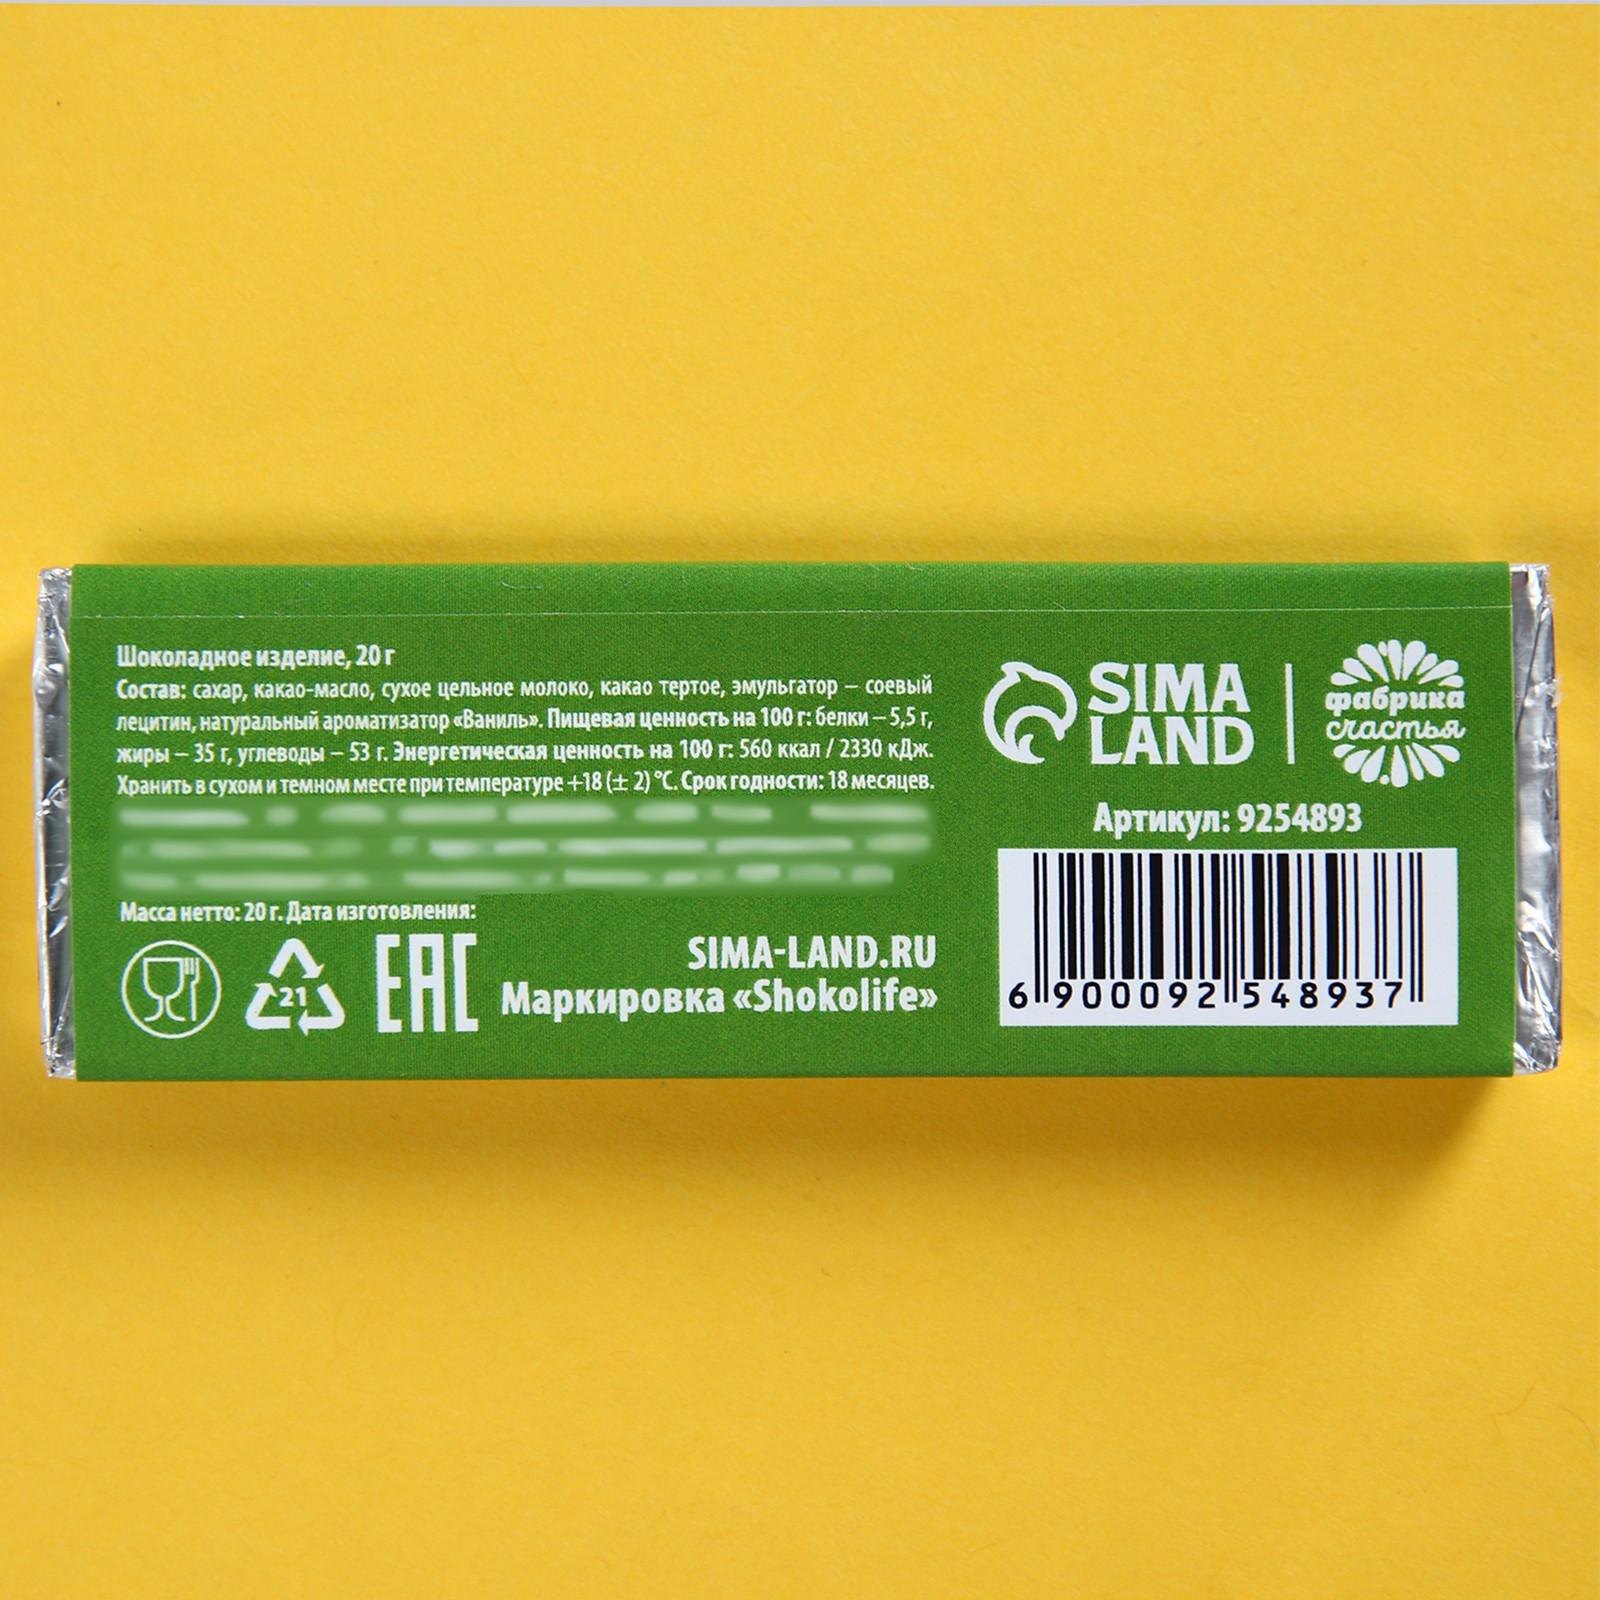 Шоколадное изделие, 20 г
Состав: сахар, какао-масло, сухое цельное молоко, какао тертое, эмульгатор – соевый
лецитин, натуральный ароматизатор «Ваниль». Пищевая ценность на 100 г: белки – 5,5 г,
жиры – 35 г, углеводы – 53 г. Энергетическая ценность на 100 г: 560 ккал / 2330 кДж.
Хранить в сухом и темном месте при температуре +18 (± 2) °С. Срок годности: 18 месяцев.
Масса нетто: 20 г. Дата изготовления:
21
EAC
SIMA-LAND.RU
Маркировка «Shokolife»
SIMA
LAND
фабрика
счастья
Артикул: 9254893
6 900092 548937